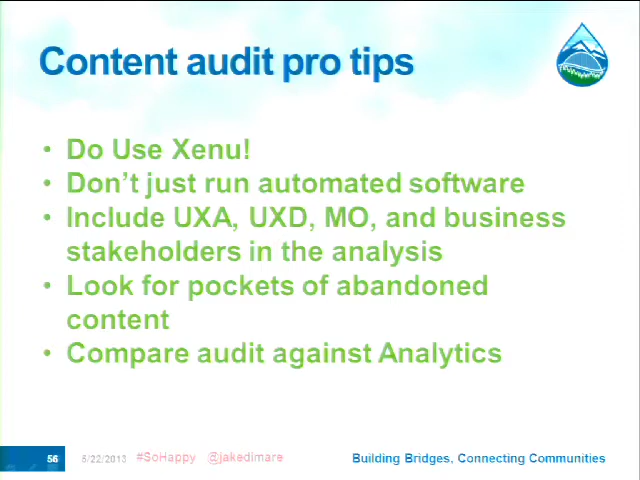 Content audit pro tips
• Do Use Xenu!
• Don't just run automated software
• Include UXA, UXD, MO, and business
stakeholders in the analysis
• Look for pockets of abandoned
content
• Compare audit against Analytics
56 5/22/2013 #SoHappy @jakedimare Building Bridges, Connecting Communities